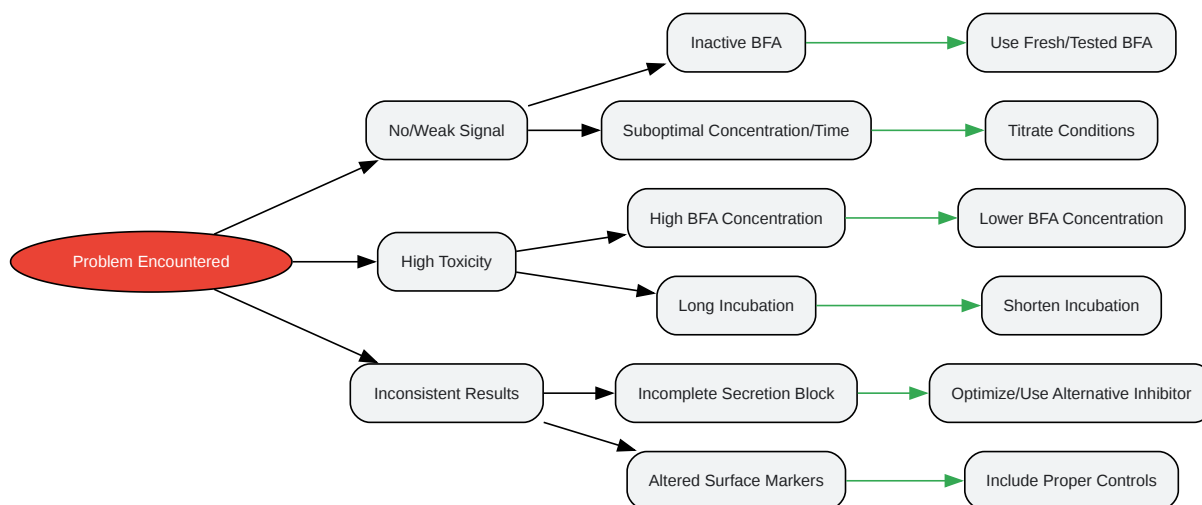 Inactive BFA
Use Fresh/Tested BFA
No/Weak Signal
Suboptimal Concentration/Time
Titrate Conditions
High BFA Concentration
Lower BFA Concentration
Problem Encountered
High Toxicity
Long Incubation
Shorten Incubation
Inconsistent Results
Incomplete Secretion Block
Optimize/Use Alternative Inhibitor
Altered Surface Markers
Include Proper Controls